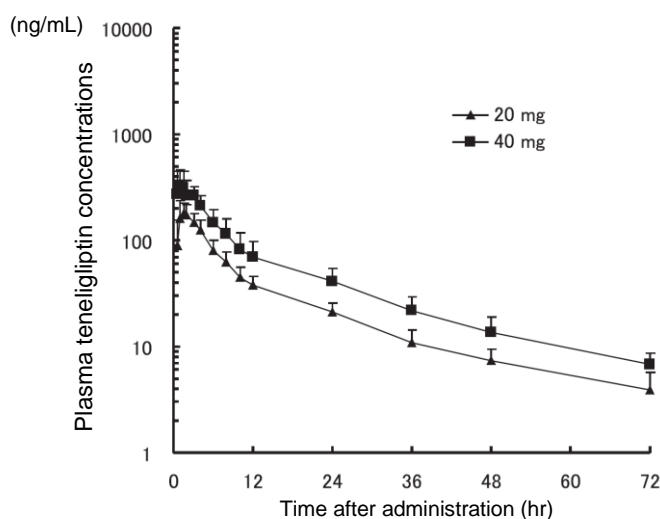 (ng/mL)
10000
1000
100
10
1
Plasma teneligliptin concentrations
20 mg
40 mg
0 12 24 36 48 60 72
Time after administration (hr)